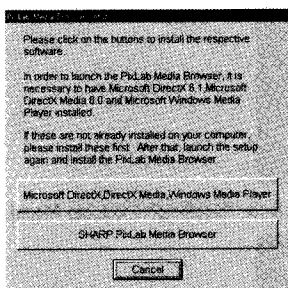 Please click on the buttons to install the respective
software.
In order to launch the PixLab Media Browser, it is
necessary to have Microsoft DirectX 6.1,Microsoft
DirectX Media 6.0 and Microsoft Windows Media
Player installed.
If these are not already installed on your computer,
please install these first. After that, launch the setup
again and install the PixLab Media Browser
Microsoft DirectX,DirectX Media,Windows Media Player
SHARP PixLab Media Browser
Cancel